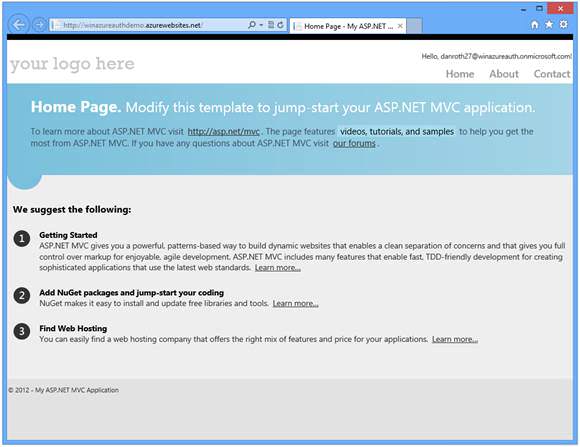 http://winazureauthdemo.azurewebsites.net/
Home Page - My ASP.NET ...
Hello, danroth27@winazureauth.onmicrosoft.com!
your logo here
Home About Contact
Home Page. Modify this template to jump-start your ASP.NET MVC application.
To learn more about ASP.NET MVC visit http://asp.net/mvc. The page features videos, tutorials, and samples to help you get the
most from ASP.NET MVC. If you have any questions about ASP.NET MVC visit our forums.
We suggest the following:
1 Getting Started
ASP.NET MVC gives you a powerful, patterns-based way to build dynamic websites that enables a clean separation of concerns and that gives you full
control over markup for enjoyable, agile development. ASP.NET MVC includes many features that enable fast, TDD-friendly development for creating
sophisticated applications that use the latest web standards. Learn more...
2 Add NuGet packages and jump-start your coding
NuGet makes it easy to install and update free libraries and tools. Learn more...
3 Find Web Hosting
You can easily find a web hosting company that offers the right mix of features and price for your applications. Learn more...
© 2012 - My ASP.NET MVC Application